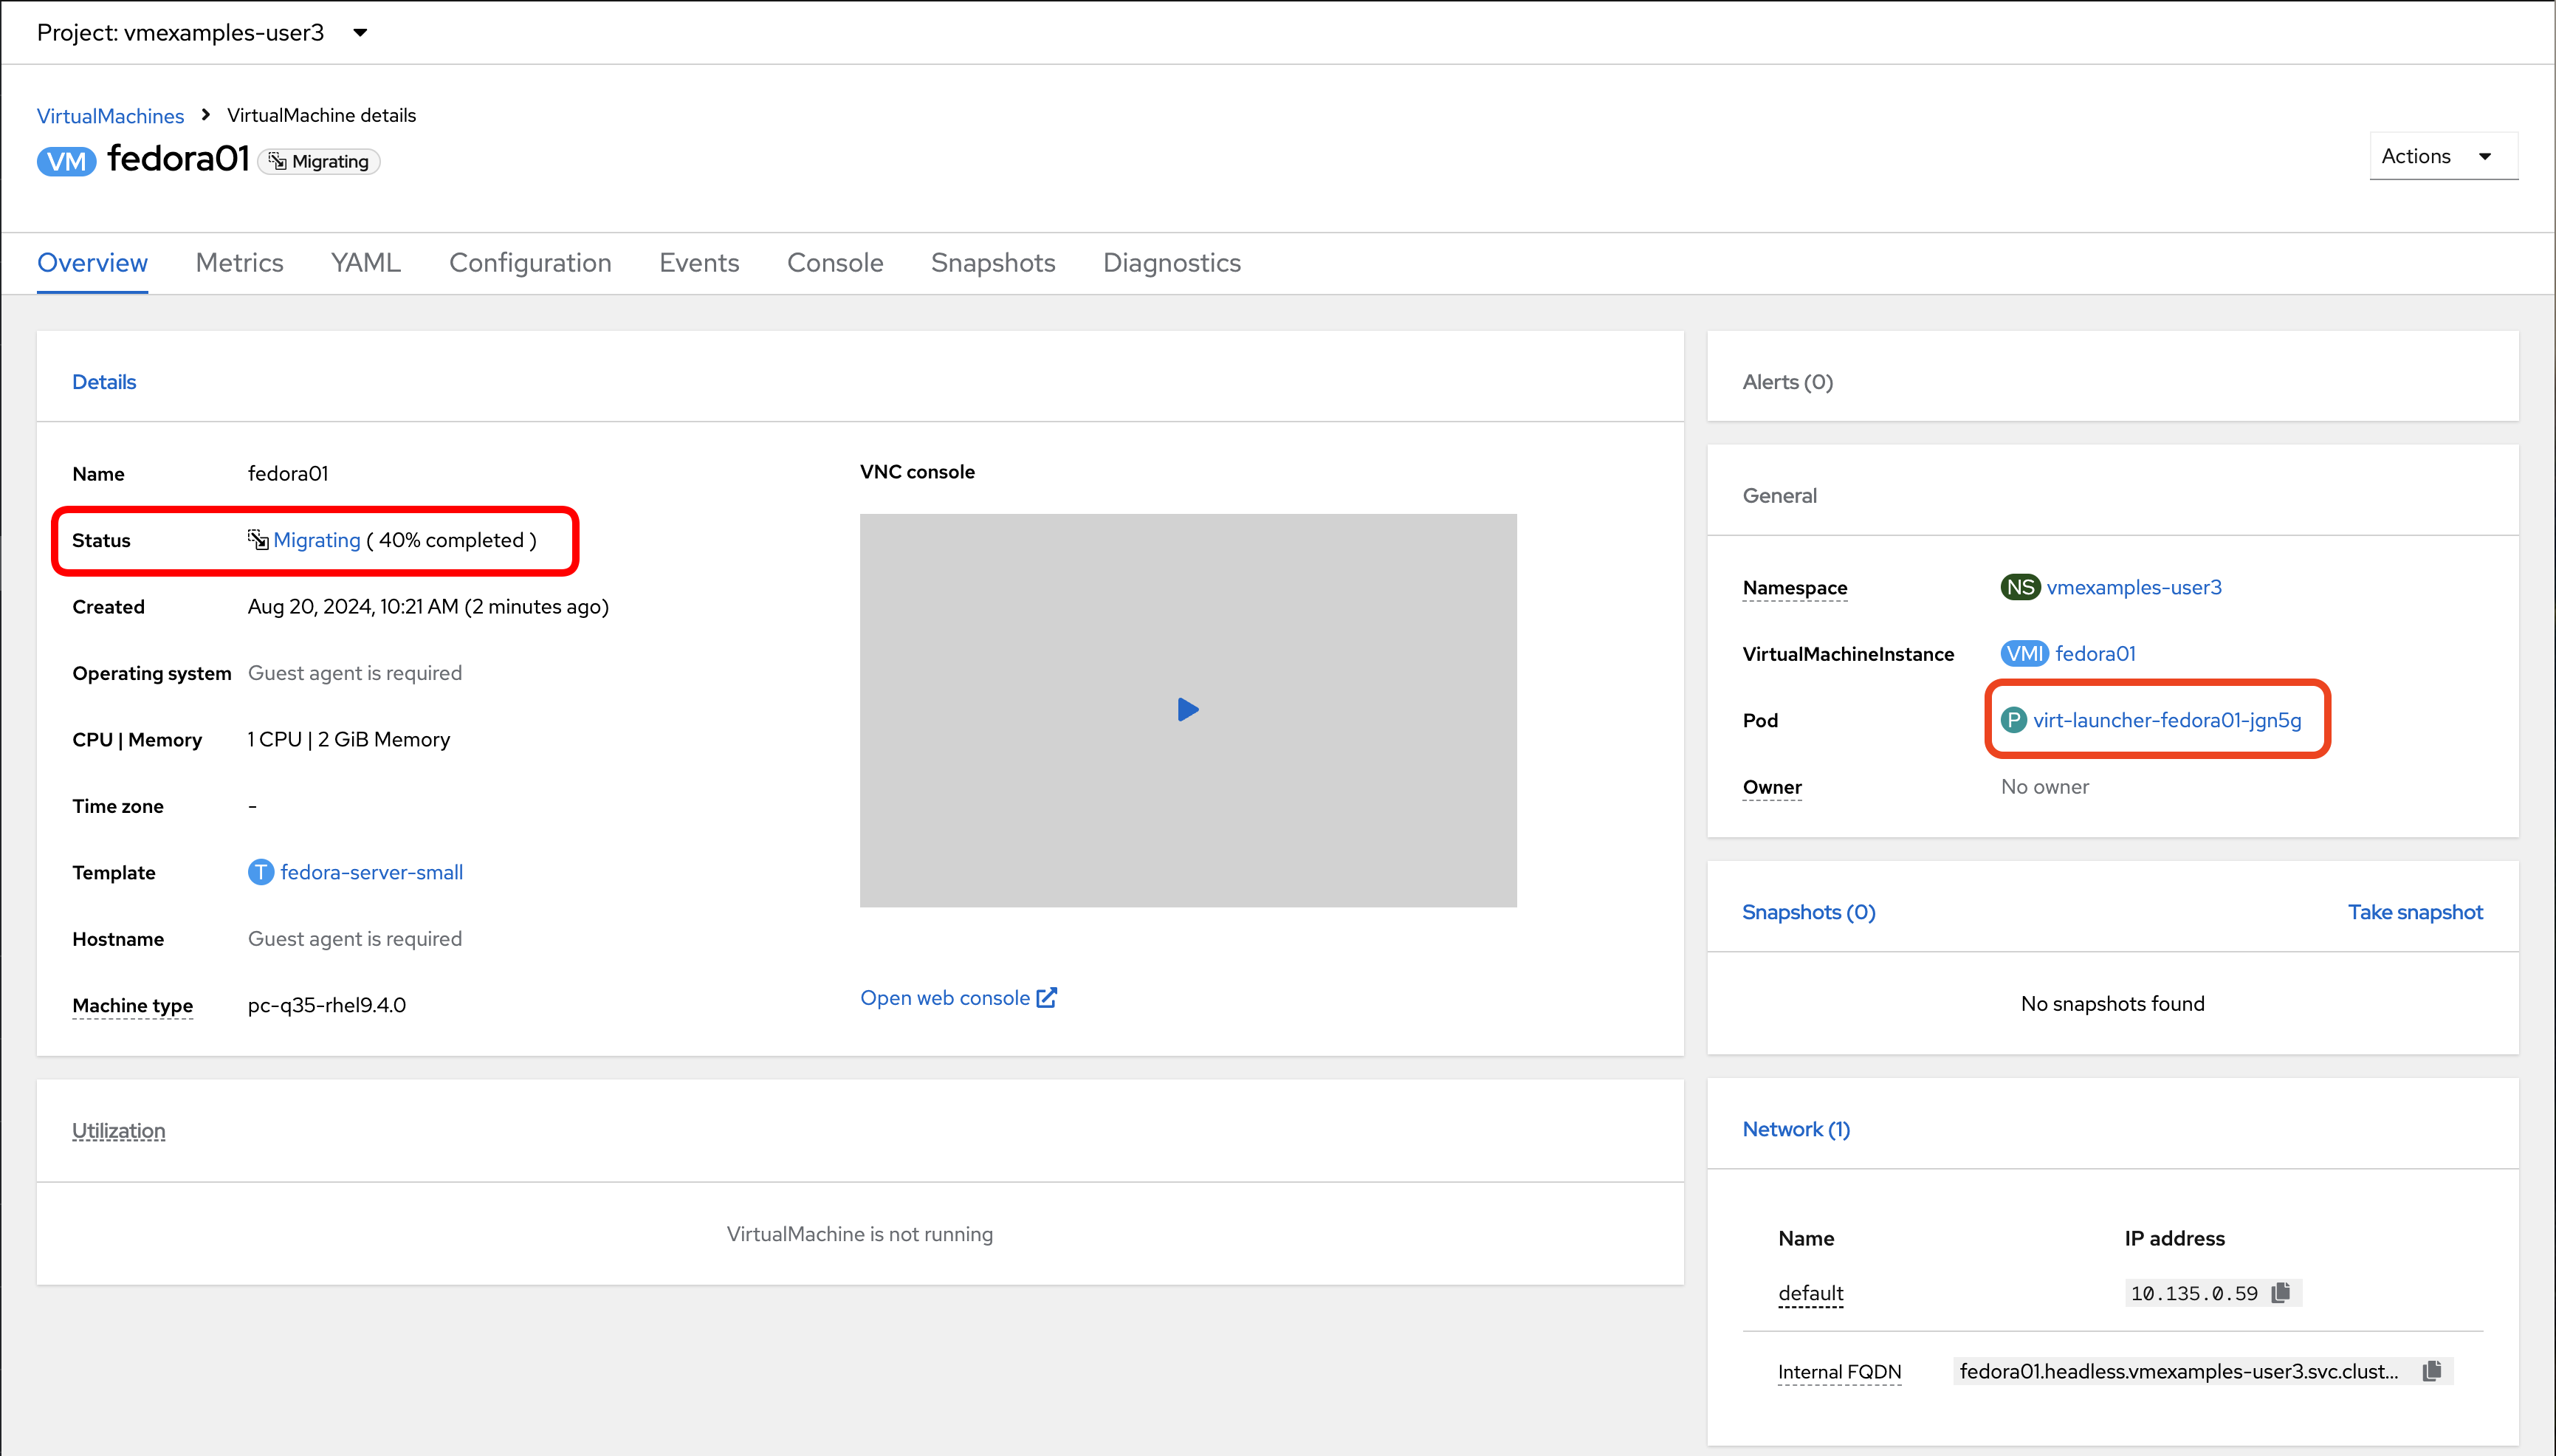 Project: vmexamples-user3
VirtualMachines > VirtualMachine details
VM fedora01 Migrating
Actions
Overview Metrics YAML Configuration Events Console Snapshots Diagnostics
Details
Name fedora01
Status Migrating ( 40% completed )
Created Aug 20, 2024, 10:21 AM (2 minutes ago)
Operating system Guest agent is required
CPU | Memory 1 CPU | 2 GiB Memory
Time zone -
Template T fedora-server-small
Hostname Guest agent is required
Machine type pc-q35-rhel9.4.0
VNC console
Open web console
Utilization
VirtualMachine is not running
Alerts (0)
General
Namespace NS vmexamples-user3
VirtualMachineInstance VMI fedora01
Pod P virt-launcher-fedora01-jgn5g
Owner No owner
Snapshots (0) Take snapshot
No snapshots found
Network (1)
Name IP address
default 10.135.0.59
Internal FQDN fedora01.headless.vmexamples-user3.svc.clust...